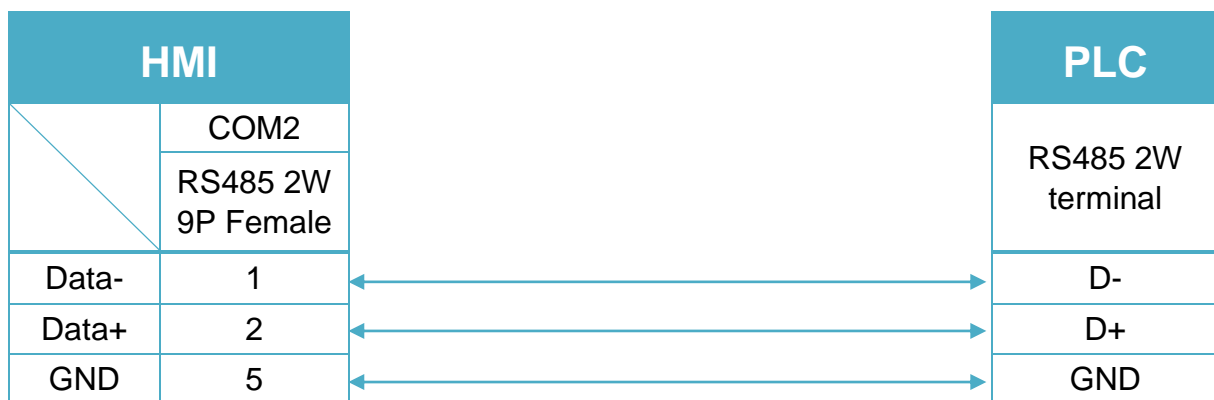 HMI
PLC
COM2
RS485 2W
9P Female
RS485 2W
terminal
Data- 1 D-
Data+ 2 D+
GND 5 GND